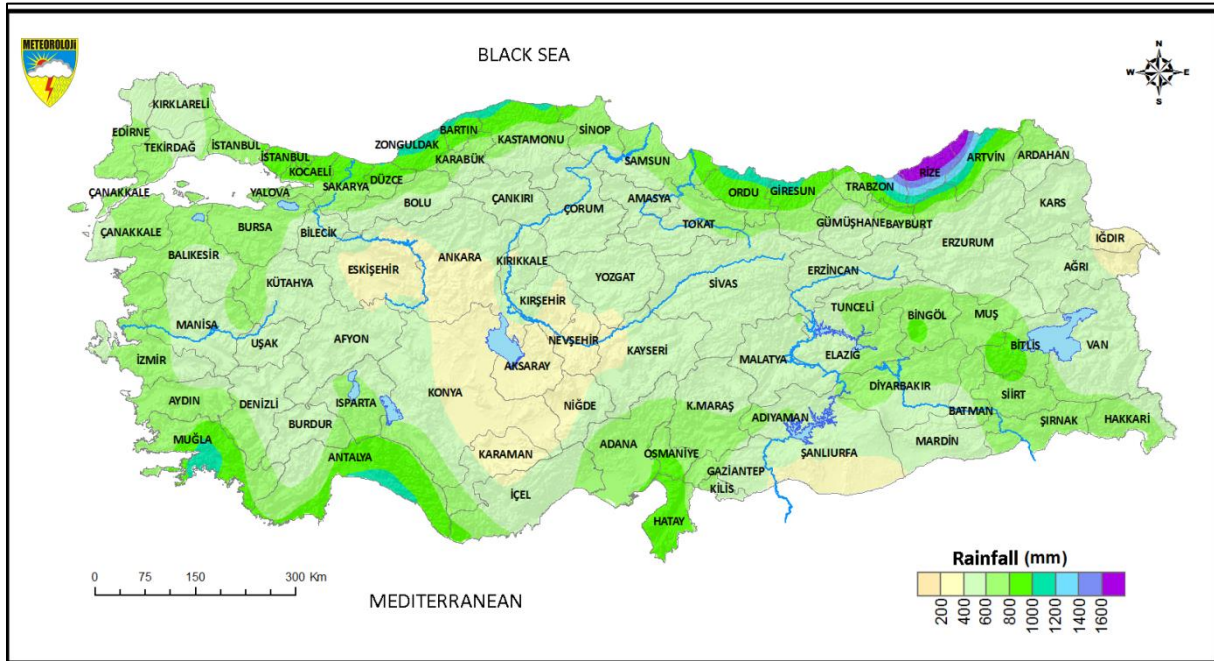 METEOROLOJİ
BLACK SEA
N
W E
S
KIRKLARELİ
EDİRNE
TEKİRDAĞ
İSTANBUL
İSTANBUL
KOCAELİ
ZONGULDAK
BARTIN
KASTAMONU
SİNOP
KARABÜK
SAMSUN
SAKARYA
DÜZCE
ORDU
GİRESUN
TRABZON
RİZE
ARTVİN
ARDAHAN
ÇANAKKALE
YALOVA
BOLU
ÇANKIRI
ÇORUM
AMASYA
TOKAT
GÜMÜŞHANE
BAYBURT
KARS
ÇANAKKALE
BURSA
BİLECİK
ERZURUM
IĞDIR
BALIKESİR
ESKİŞEHİR
ANKARA
KIRIKKALE
YOZGAT
SİVAS
ERZİNCAN
AĞRI
KÜTAHYA
KIRŞEHİR
TUNCELİ
BİNGÖL
MUŞ
MANİSA
UŞAK
AFYON
NEVŞEHİR
KAYSERİ
MALATYA
ELAZIĞ
BİTLİS
VAN
İZMİR
AKSARAY
AYDIN
DENİZLİ
ISPARTA
KONYA
NİĞDE
K.MARAŞ
ADIYAMAN
DİYARBAKIR
SİİRT
BATMAN
BURDUR
MUĞLA
ANTALYA
KARAMAN
ADANA
OSMANİYE
GAZİANTEP
ŞANLIURFA
MARDİN
ŞIRNAK
HAKKARİ
İÇEL
KİLİS
HATAY
0 75 150 300 Km
MEDITERRANEAN
Rainfall (mm)
200 400 600 800 1000 1200 1400 1600